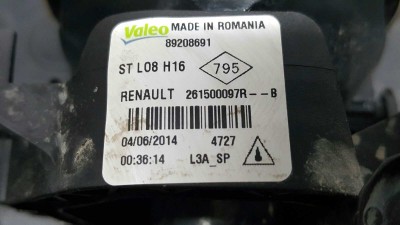 Valeo MADE IN ROMANIA
89208691
ST L08 H16 795
RENAULT 261500097R--B
04/06/2014 4727
00:36:14 L3A_SP